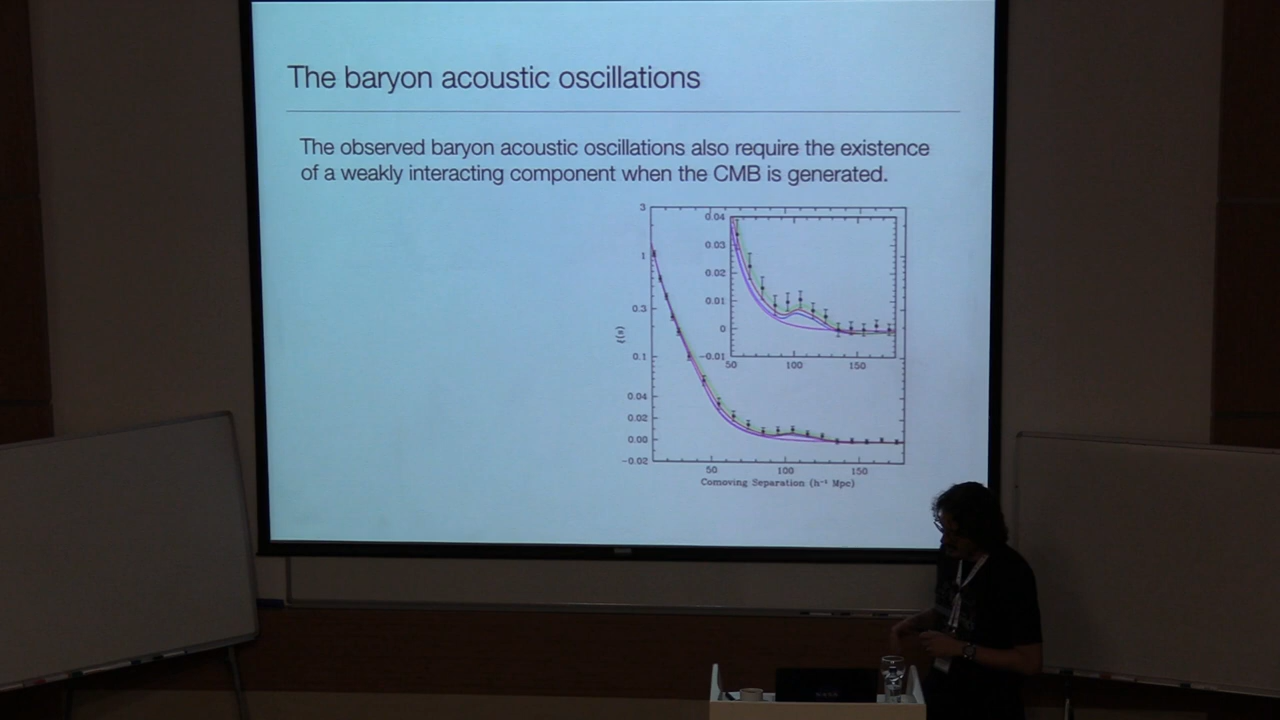 The baryon acoustic oscillations
The observed baryon acoustic oscillations also require the existence
of a weakly interacting component when the CMB is generated.
3
1
0.3
0.1
0.04
0.02
0.00
−0.02
ξ(s)
0.04
0.03
0.02
0.01
0
−0.01
50 100 150
50 100 150
Comoving Separation (h⁻¹ Mpc)